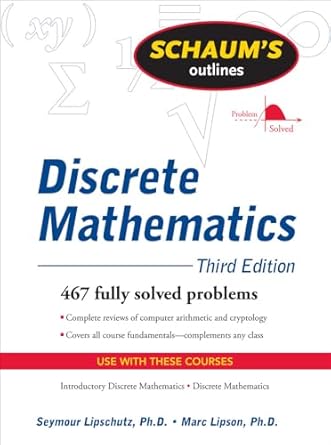 (xy)
SCHAUM'S
outlines
Problem
Solved
Discrete
Mathematics
Third Edition
467 fully solved problems
• Complete reviews of computer arithmetic and cryptology
• Covers all course fundamentals—complements any class
USE WITH THESE COURSES
Introductory Discrete Mathematics • Discrete Mathematics
Seymour Lipschutz, Ph.D. • Marc Lipson, Ph.D.